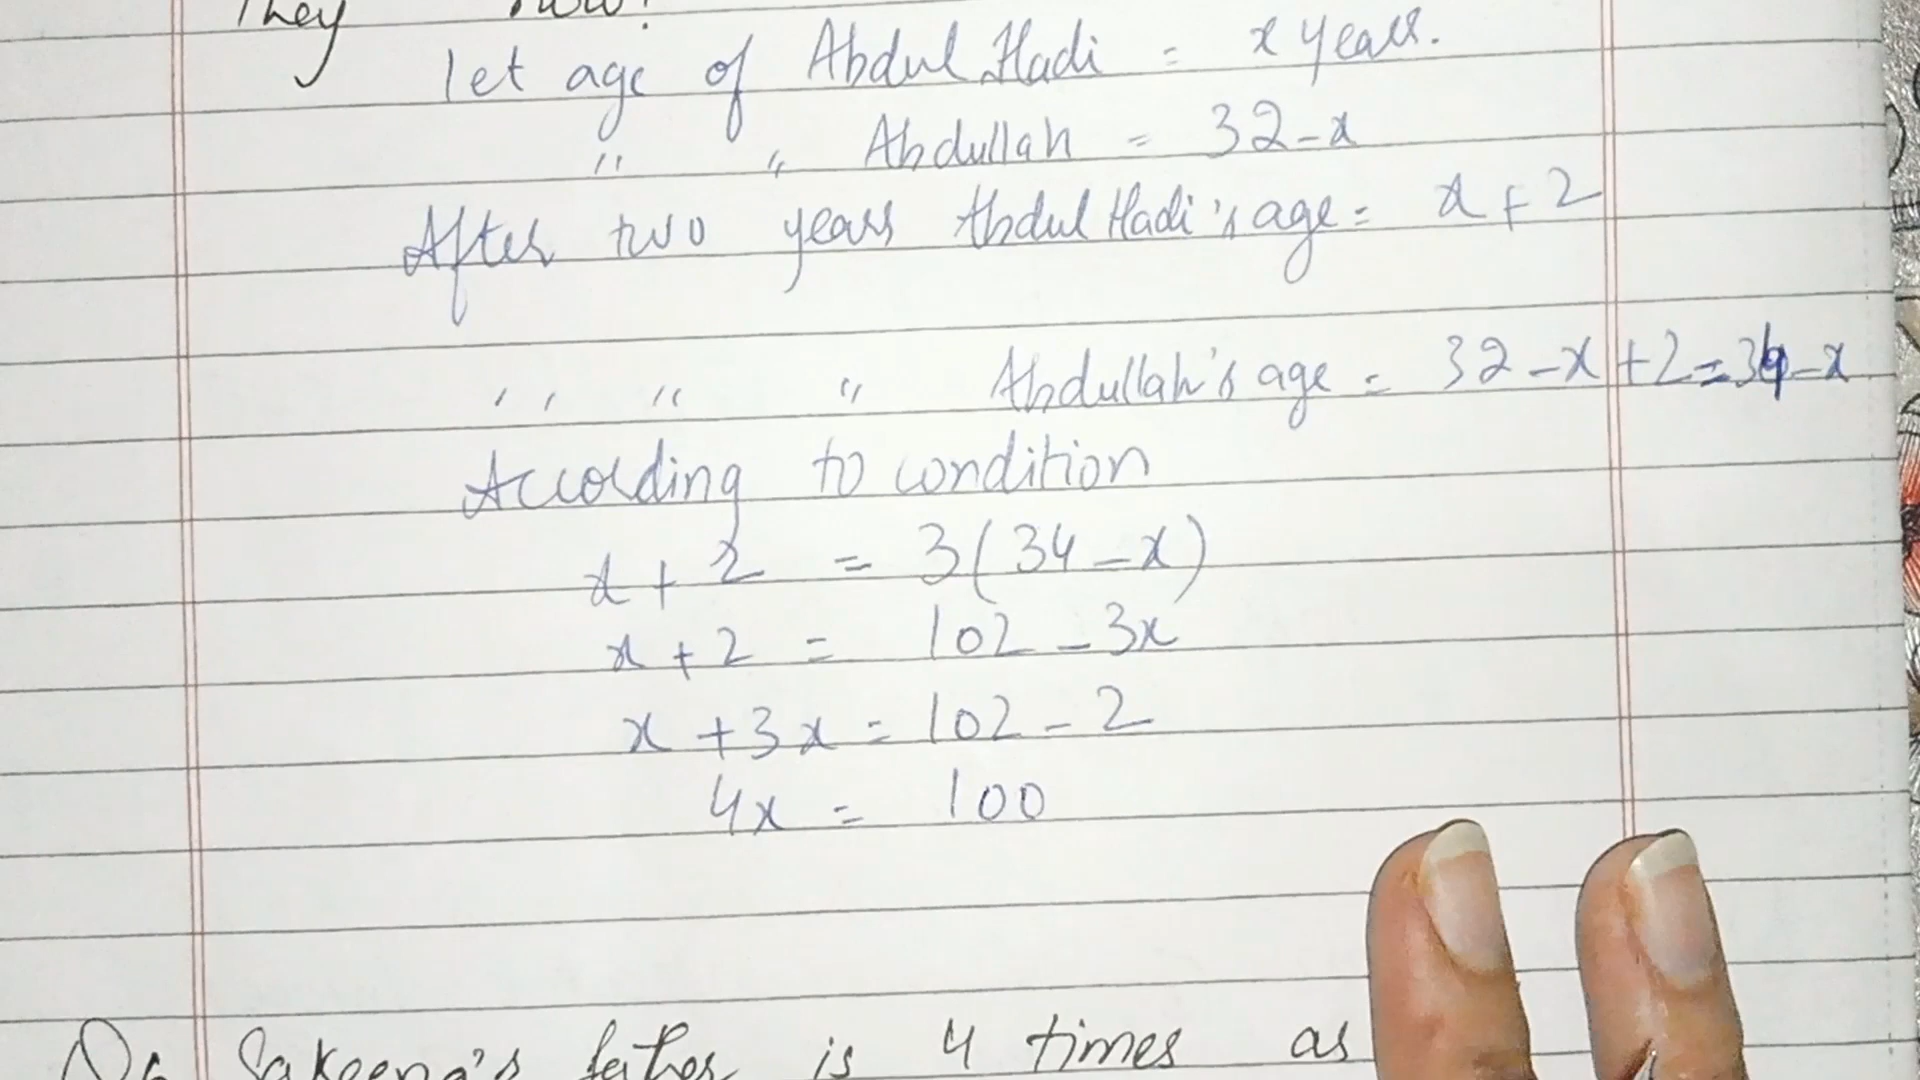 They now?
let age of Abdul Hadi = x years.
" " Abdullah = 32-x
After two years Abdul Hadi's age = x+2
" " " Abdullah's age = 32-x+2=34-x
According to condition
x+2 = 3(34-x)
x+2 = 102-3x
x+3x=102-2
4x = 100
Sakeena's father is 4 times as